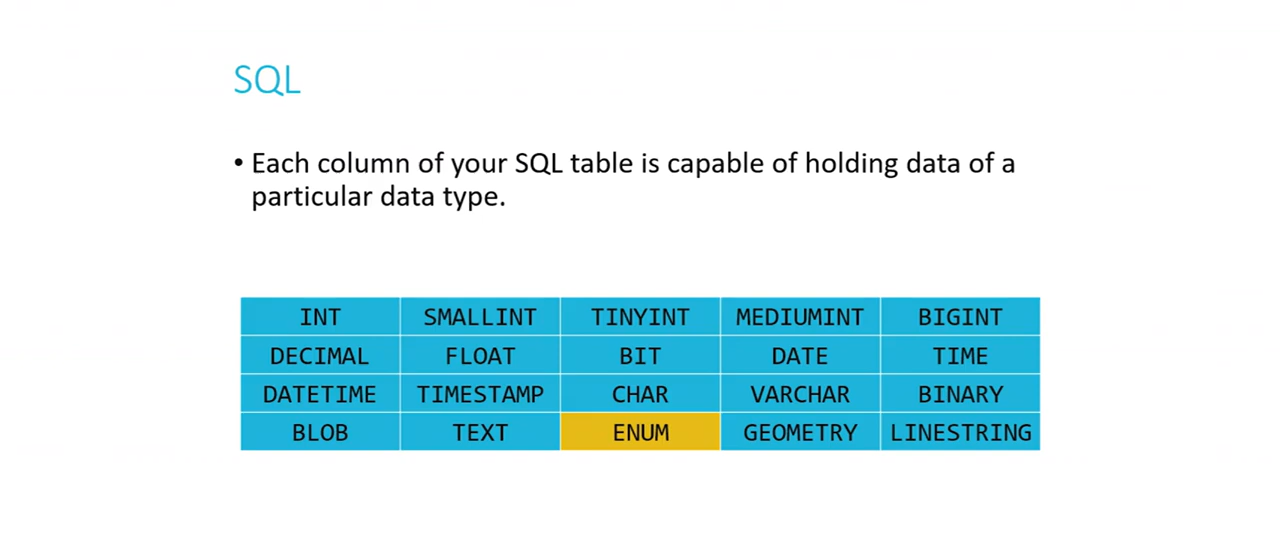 SQL
• Each column of your SQL table is capable of holding data of a
particular data type.
INT SMALLINT TINYINT MEDIUMINT BIGINT
DECIMAL FLOAT BIT DATE TIME
DATETIME TIMESTAMP CHAR VARCHAR BINARY
BLOB TEXT ENUM GEOMETRY LINESTRING